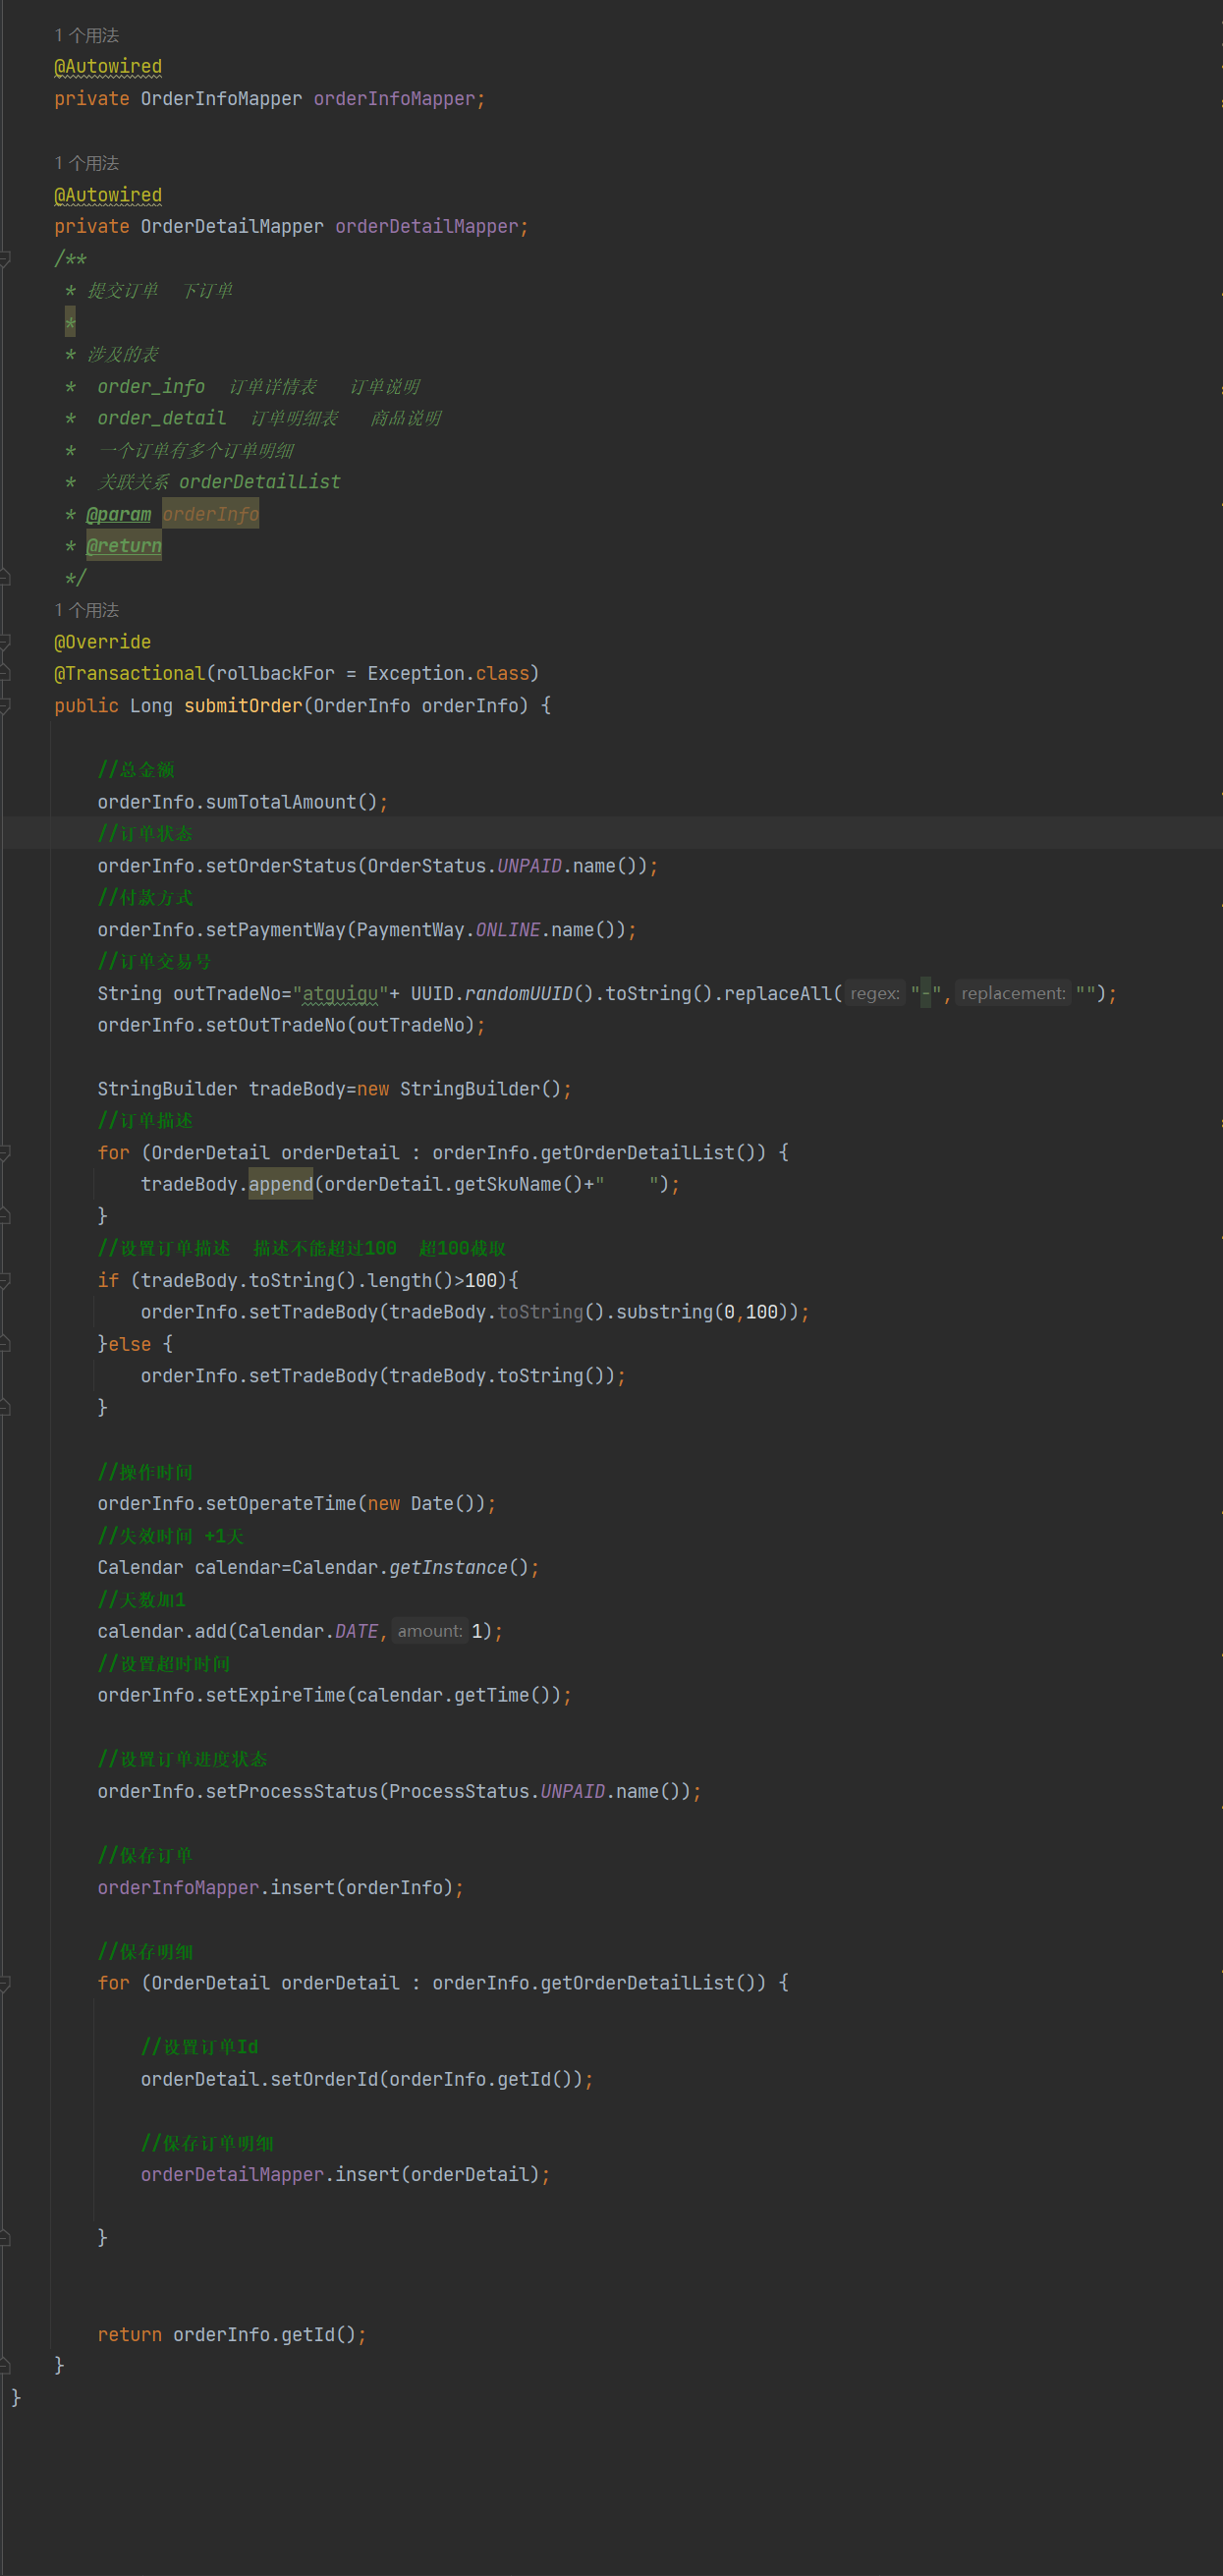 1 个用法
@Autowired
private OrderInfoMapper orderInfoMapper;
1 个用法
@Autowired
private OrderDetailMapper orderDetailMapper;
/**
* 提交订单  下订单
*
* 涉及的表
*  order_info  订单详情表   订单说明
*  order_detail  订单明细表   商品说明
*  一个订单有多个订单明细
*  关联关系 orderDetailList
* @param orderInfo
* @return
*/
1 个用法
@Override
@Transactional(rollbackFor = Exception.class)
public Long submitOrder(OrderInfo orderInfo) {
//总金额
orderInfo.sumTotalAmount();
//订单状态
orderInfo.setOrderStatus(OrderStatus.UNPAID.name());
//付款方式
orderInfo.setPaymentWay(PaymentWay.ONLINE.name());
//订单交易号
String outTradeNo="atguigu"+ UUID.randomUUID().toString().replaceAll( regex: "-", replacement: "");
orderInfo.setOutTradeNo(outTradeNo);
StringBuilder tradeBody=new StringBuilder();
//订单描述
for (OrderDetail orderDetail : orderInfo.getOrderDetailList()) {
tradeBody.append(orderDetail.getSkuName()+"    ");
}
//设置订单描述  描述不能超过100  超100截取
if (tradeBody.toString().length()>100){
orderInfo.setTradeBody(tradeBody.toString().substring(0,100));
}else {
orderInfo.setTradeBody(tradeBody.toString());
}
//操作时间
orderInfo.setOperateTime(new Date());
//失效时间 +1天
Calendar calendar=Calendar.getInstance();
//天数加1
calendar.add(Calendar.DATE, amount: 1);
//设置超时时间
orderInfo.setExpireTime(calendar.getTime());
//设置订单进度状态
orderInfo.setProcessStatus(ProcessStatus.UNPAID.name());
//保存订单
orderInfoMapper.insert(orderInfo);
//保存明细
for (OrderDetail orderDetail : orderInfo.getOrderDetailList()) {
//设置订单Id
orderDetail.setOrderId(orderInfo.getId());
//保存订单明细
orderDetailMapper.insert(orderDetail);
}
return orderInfo.getId();
}
}